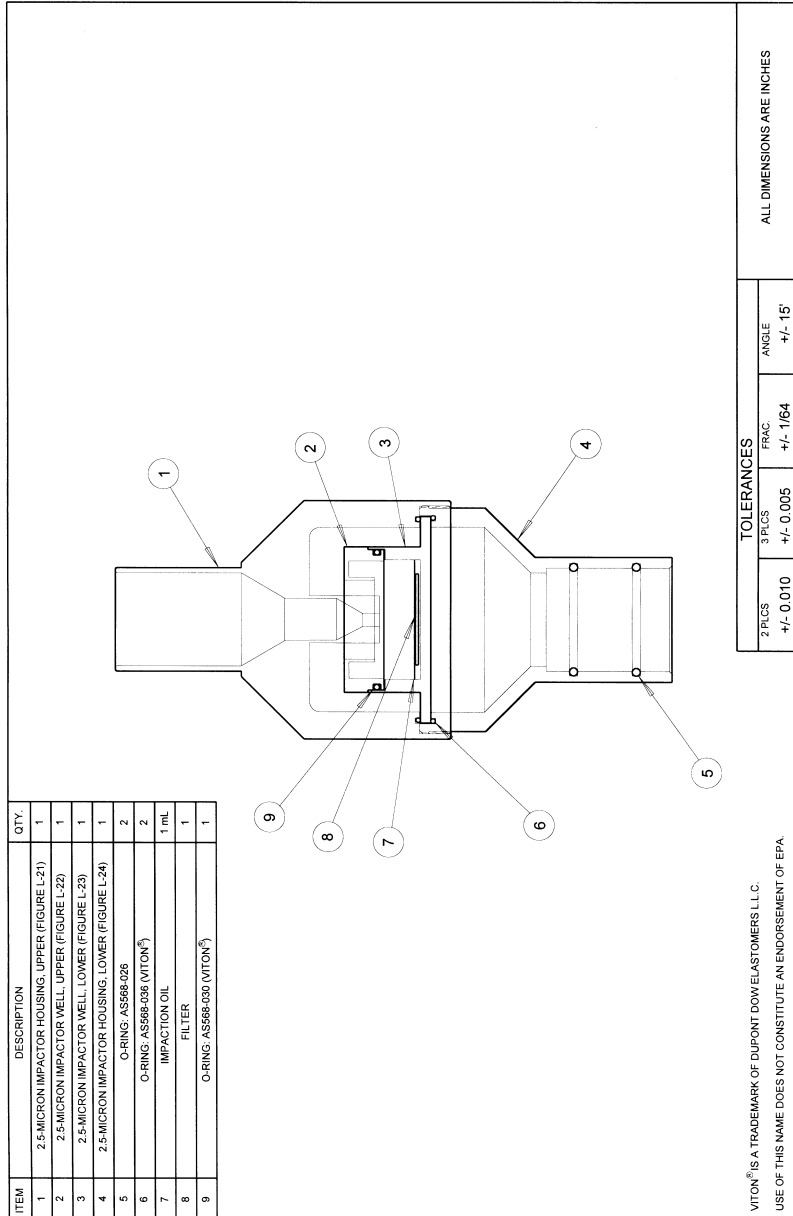 ITEM DESCRIPTION QTY.
1 2.5-MICRON IMPACTOR HOUSING, UPPER (FIGURE L-21) 1
2 2.5-MICRON IMPACTOR WELL, UPPER (FIGURE L-22) 1
3 2.5-MICRON IMPACTOR WELL, LOWER (FIGURE L-23) 1
4 2.5-MICRON IMPACTOR HOUSING, LOWER (FIGURE L-24) 1
5 O-RING: AS568-026 2
6 O-RING: AS568-036 (VITON®) 2
7 IMPACTION OIL 1 mL
8 FILTER 1
9 O-RING: AS568-030 (VITON®) 1
1
2
3
4
5
6
7
8
9
VITON® IS A TRADEMARK OF DUPONT DOW ELASTOMERS L.L.C.
USE OF THIS NAME DOES NOT CONSTITUTE AN ENDORSEMENT OF EPA.
TOLERANCES
2 PLCS 3 PLCS FRAC. ANGLE
+/- 0.010 +/- 0.005 +/- 1/64 +/- 15'
ALL DIMENSIONS ARE INCHES